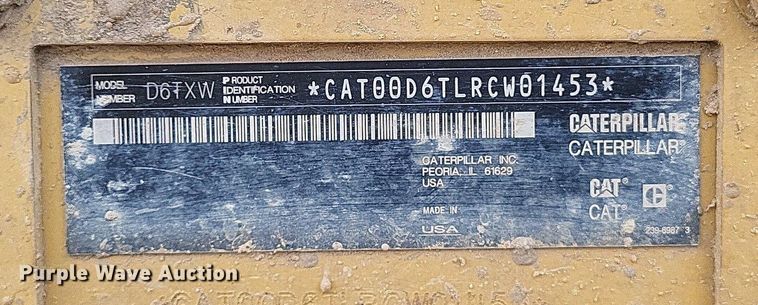 MODEL NUMBER D6TXW PRODUCT IDENTIFICATION NUMBER *CAT00D6TLRCW01453*
CATERPILLAR
CATERPILLAR®
CATERPILLAR INC.
PEORIA, IL 61629
USA
CAT C
CAT®
MADE IN
USA
239-6987 3
Purple Wave Auction